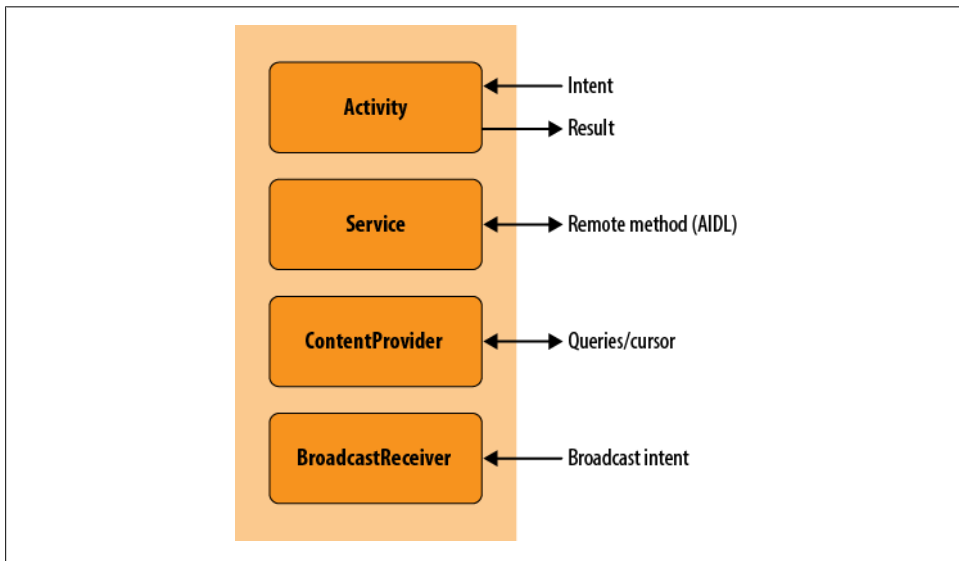 Activity
Intent
Result
Service
Remote method (AIDL)
ContentProvider
Queries/cursor
BroadcastReceiver
Broadcast intent